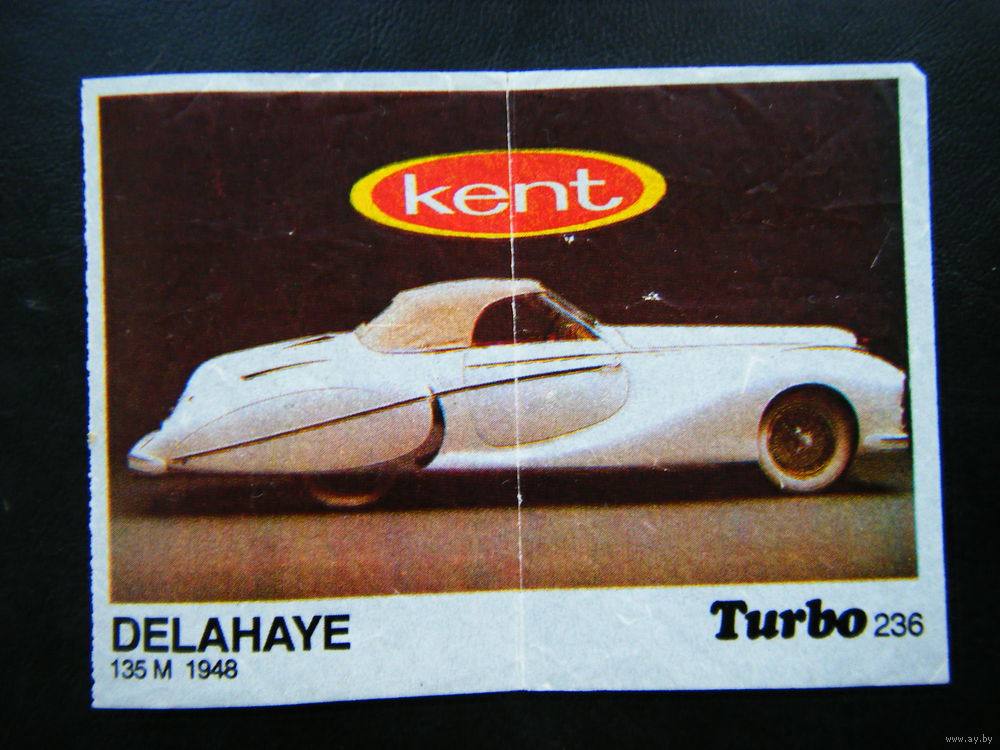 kent
DELAHAYE
135 M 1948
Turbo 236
www.ay.by